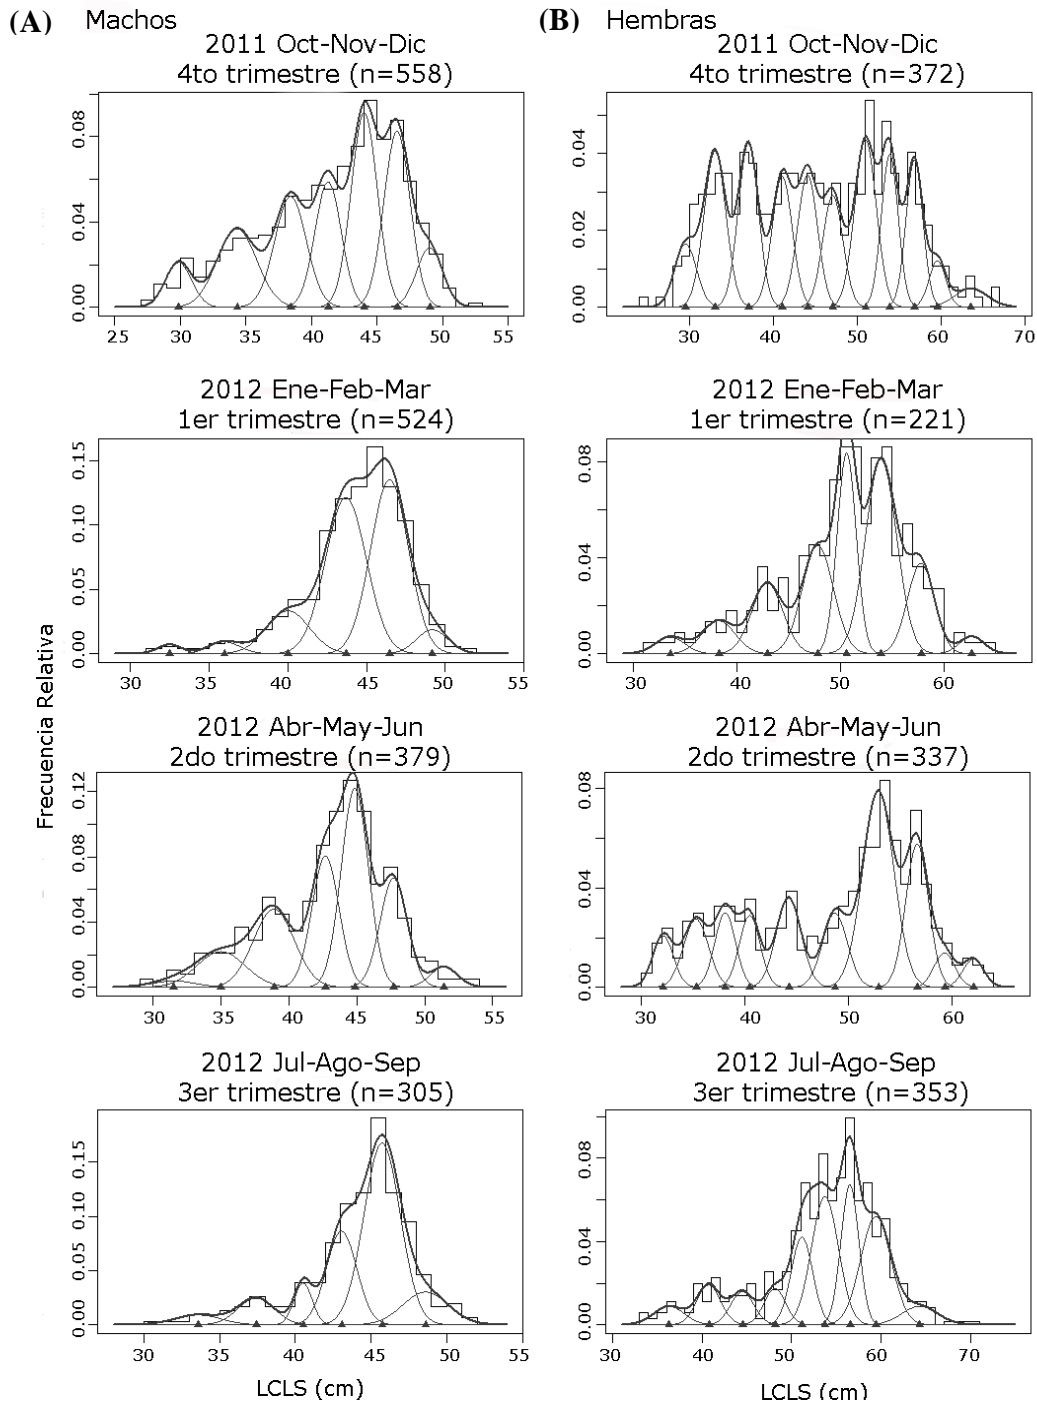 (A) Machos
(B) Hembras
2011 Oct-Nov-Dic
4to trimestre (n=558)
0.00 0.04 0.08
25 30 35 40 45 50 55
2011 Oct-Nov-Dic
4to trimestre (n=372)
0.00 0.02 0.04
30 40 50 60 70
2012 Ene-Feb-Mar
1er trimestre (n=524)
0.00 0.05 0.10 0.15
30 35 40 45 50 55
2012 Ene-Feb-Mar
1er trimestre (n=221)
0.00 0.04 0.08
30 40 50 60
Frecuencia Relativa
2012 Abr-May-Jun
2do trimestre (n=379)
0.00 0.04 0.08 0.12
30 35 40 45 50 55
2012 Abr-May-Jun
2do trimestre (n=337)
0.00 0.04 0.08
30 40 50 60
2012 Jul-Ago-Sep
3er trimestre (n=305)
0.00 0.05 0.10 0.15
30 35 40 45 50 55
LCLS (cm)
2012 Jul-Ago-Sep
3er trimestre (n=353)
0.00 0.04 0.08
30 40 50 60 70
LCLS (cm)